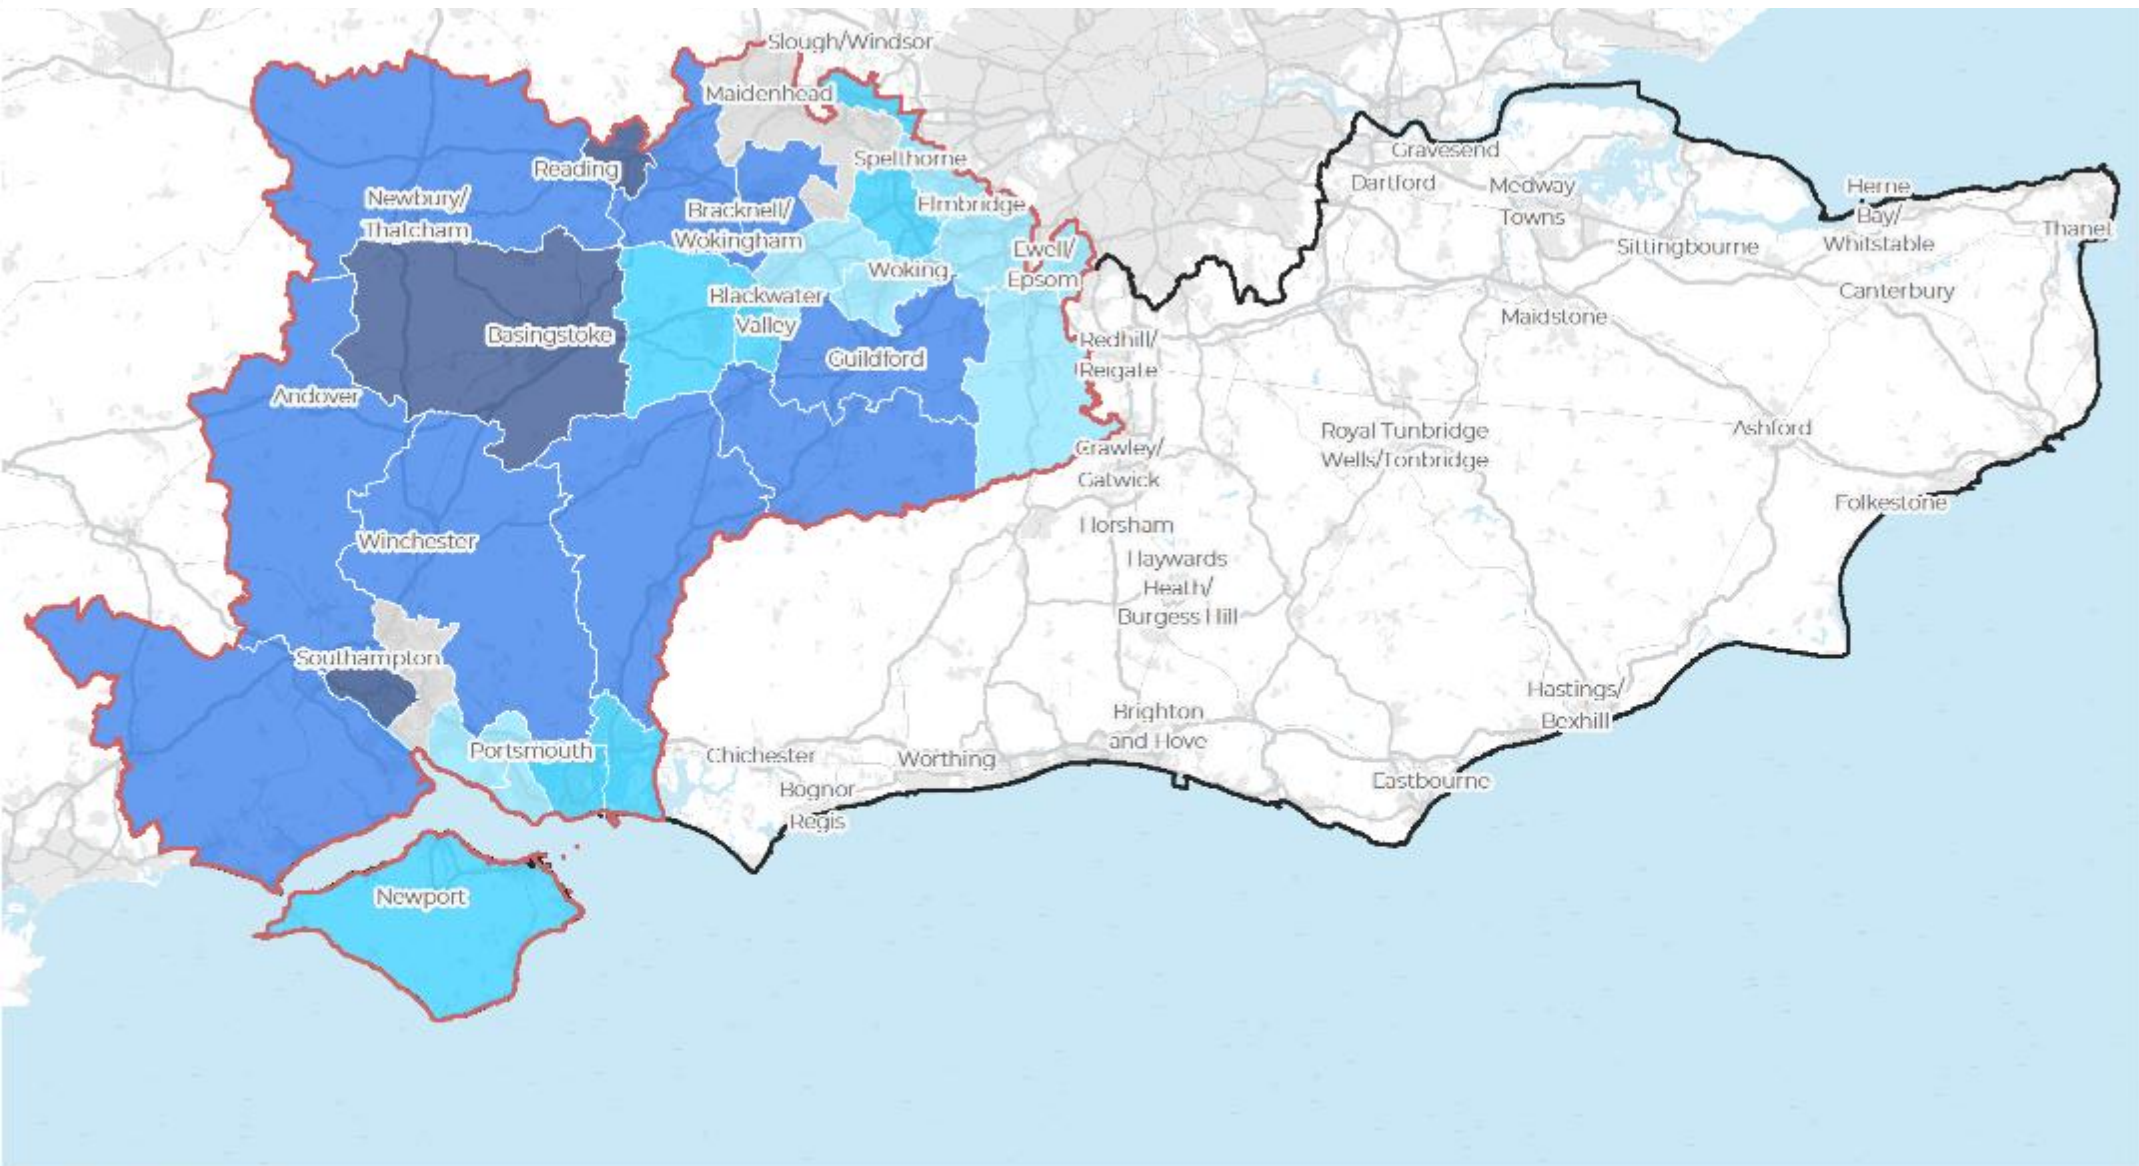 Slough/Windsor
Maidenhead
Reading
Spelthorne
Newbury/
Thatcham
Bracknell/
Wokingham
Elmbridge
Ewell/
Epsom
Woking
Blackwater
Valley
Basingstoke
Guildford
Andover
Redhill/
Reigate
Crawley/
Gatwick
Winchester
Horsham
Haywards
Heath/
Burgess Hill
Southampton
Portsmouth
Newport
Chichester
Bognor
Regis
Worthing
Brighton
and Hove
Gravesend
Dartford
Medway
Towns
Sittingbourne
Herne
Bay/
Whitstable
Thanet
Canterbury
Maidstone
Royal Tunbridge
Wells/Tonbridge
Ashford
Folkestone
Hastings/
Bexhill
Eastbourne